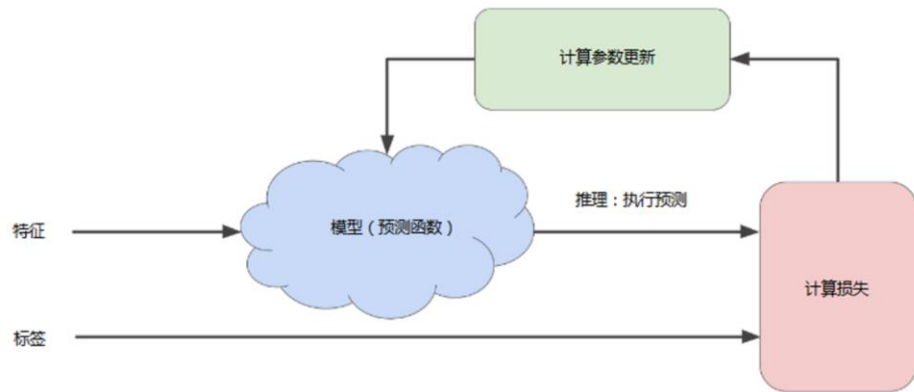 计算参数更新
推理：执行预测
特征
模型（预测函数）
计算损失
标签